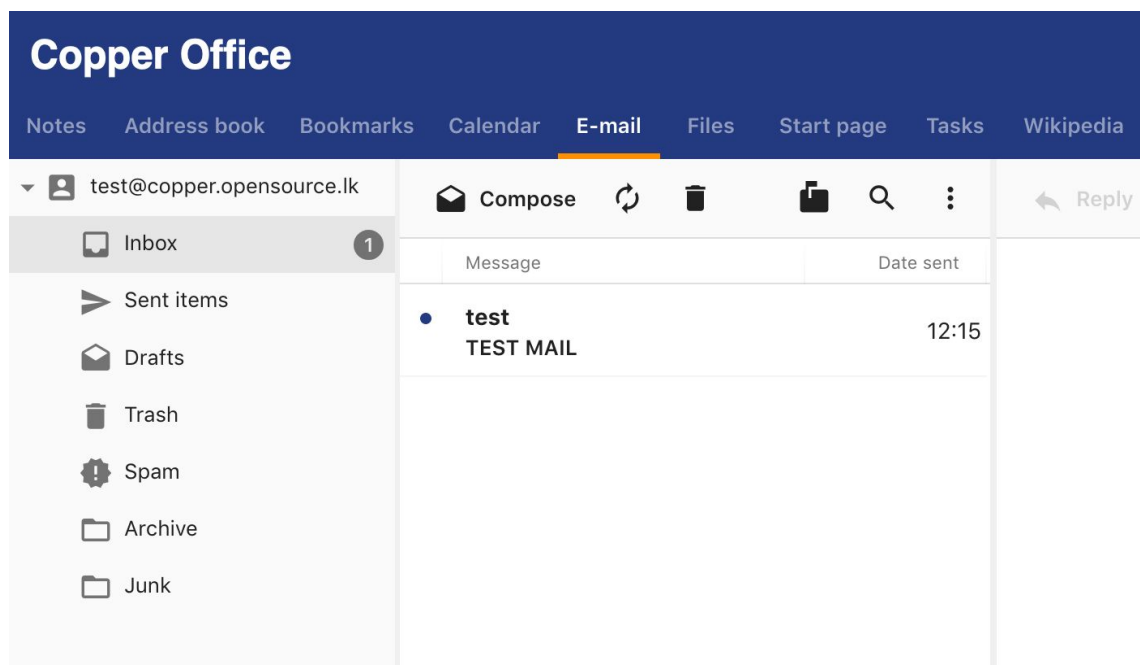 Copper Office
Notes Address book Bookmarks Calendar E-mail Files Start page Tasks Wikipedia
test@copper.opensource.lk
Inbox 1
Sent items
Drafts
Trash
Spam
Archive
Junk
Compose
Message Date sent
test
TEST MAIL
12:15
Reply